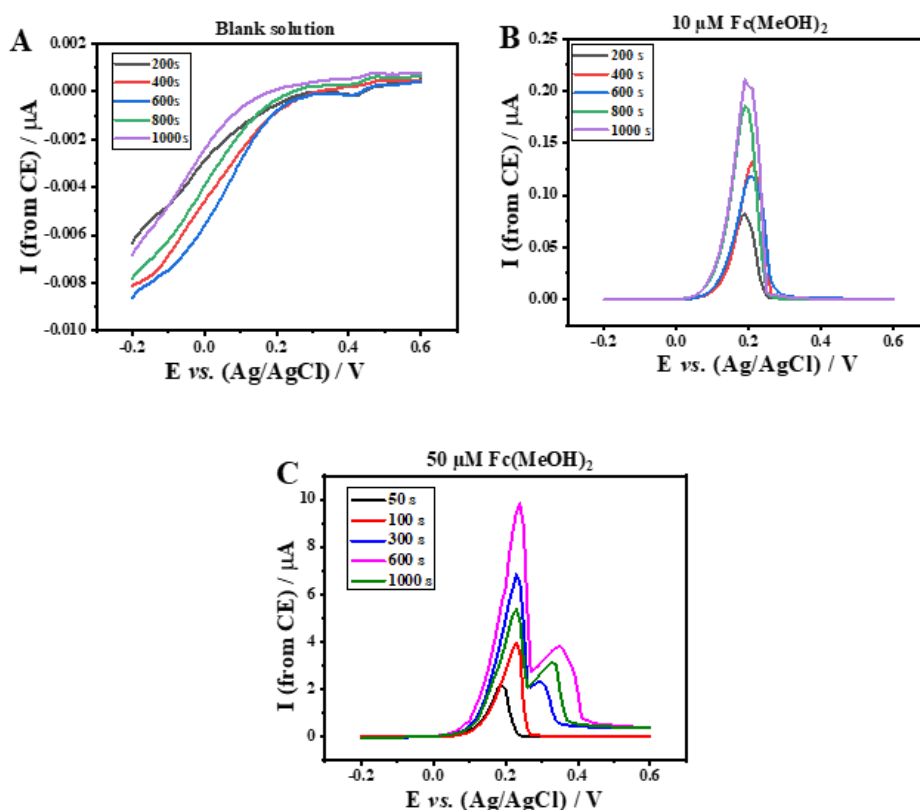 A
Blank solution
0.002
0.000
-0.002
-0.004
-0.006
-0.008
-0.010
I (from CE) / µA
200s
400s
600s
800s
1000s
-0.2
0.0
0.2
0.4
0.6
E vs. (Ag/AgCl) / V
B
10 µM Fc(MeOH)₂
0.25
0.20
0.15
0.10
0.05
0.00
I (from CE) / µA
200 s
400 s
600 s
800 s
1000 s
-0.2
0.0
0.2
0.4
0.6
E vs. (Ag/AgCl) / V
C
50 µM Fc(MeOH)₂
10
8
6
4
2
0
I (from CE) / µA
50 s
100 s
300 s
600 s
1000 s
-0.2
0.0
0.2
0.4
0.6
E vs. (Ag/AgCl) / V